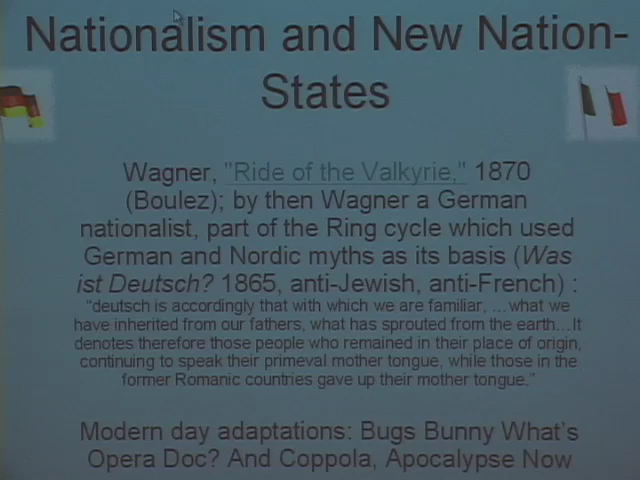 Nationalism and New Nation-
States
Wagner, "Ride of the Valkyrie," 1870
(Boulez); by then Wagner a German
nationalist, part of the Ring cycle which used
German and Nordic myths as its basis (Was
ist Deutsch? 1865, anti-Jewish, anti-French) :
"deutsch is accordingly that with which we are familiar, …what we
have inherited from our fathers, what has sprouted from the earth…It
denotes therefore those people who remained in their place of origin,
continuing to speak their primeval mother tongue, while those in the
former Romanic countries gave up their mother tongue."
Modern day adaptations: Bugs Bunny What's
Opera Doc? And Coppola, Apocalypse Now